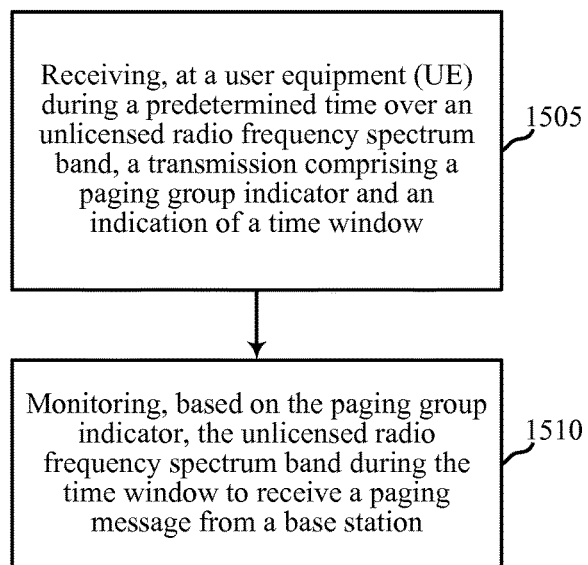 Receiving, at a user equipment (UE)
during a predetermined time over an
unlicensed radio frequency spectrum
band, a transmission comprising a
paging group indicator and an
indication of a time window
1505
Monitoring, based on the paging group
indicator, the unlicensed radio
frequency spectrum band during the
time window to receive a paging
message from a base station
1510